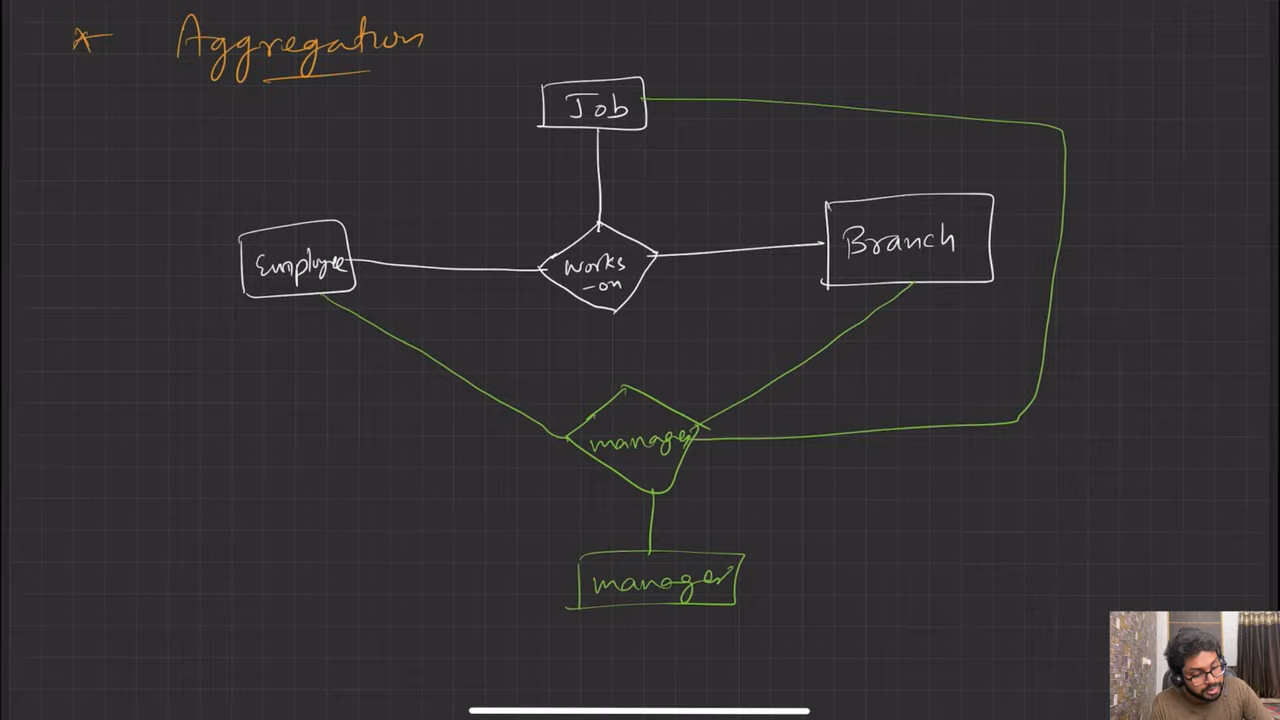 * Aggregation
Job
Employee
Works
-on
Branch
manages
manager